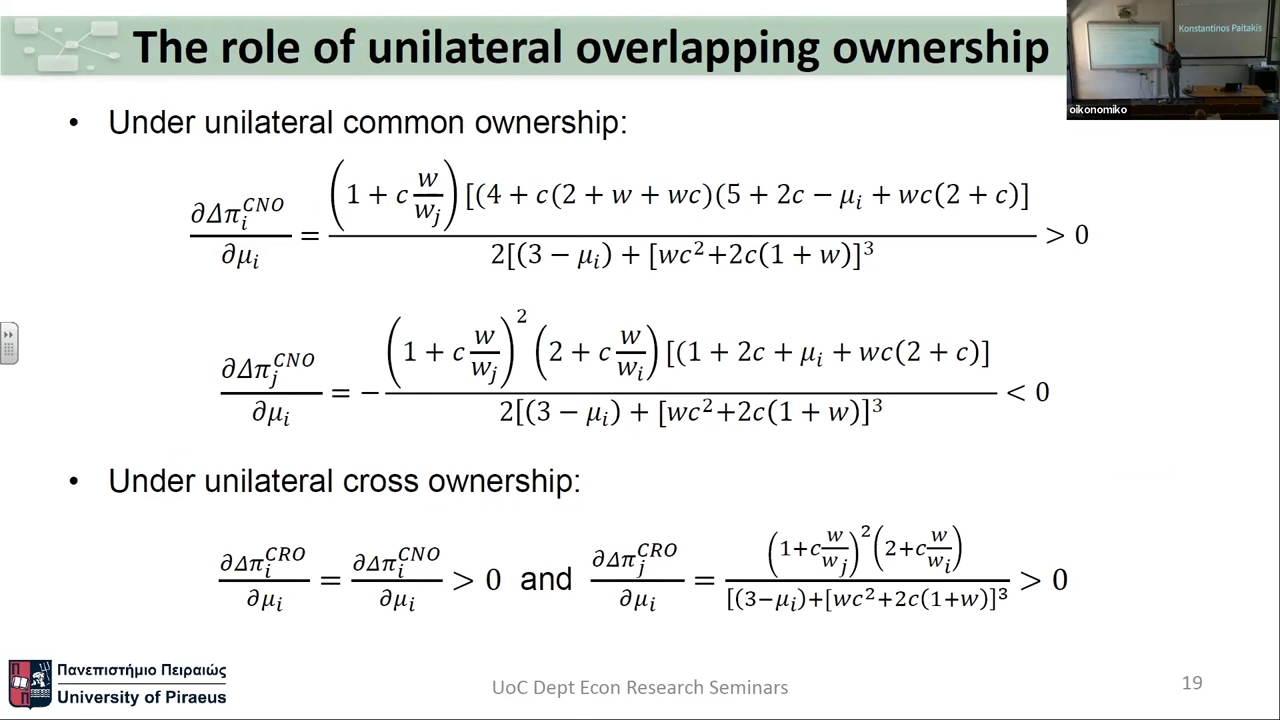 The role of unilateral overlapping ownership
Konstantinos Paitakis
oikonomiko
• Under unilateral common ownership:
∂Δπ_i^{CNO}/∂μ_i = (1 + c w/w_j)[(4 + c(2 + w + wc)(5 + 2c − μ_i + wc(2 + c)] / 2[(3 − μ_i) + [wc²+2c(1 + w)]³ > 0
∂Δπ_j^{CNO}/∂μ_i = − (1 + c w/w_j)² (2 + c w/w_i) [(1 + 2c + μ_i + wc(2 + c)] / 2[(3 − μ_i) + [wc²+2c(1 + w)]³ < 0
• Under unilateral cross ownership:
∂Δπ_i^{CRO}/∂μ_i = ∂Δπ_i^{CNO}/∂μ_i > 0 and ∂Δπ_j^{CRO}/∂μ_i = (1+c w/w_j)² (2+c w/w_i) / [(3−μ_i)+[wc²+2c(1+w)]³ > 0
Πανεπιστήμιο Πειραιώς
University of Piraeus
UoC Dept Econ Research Seminars
19